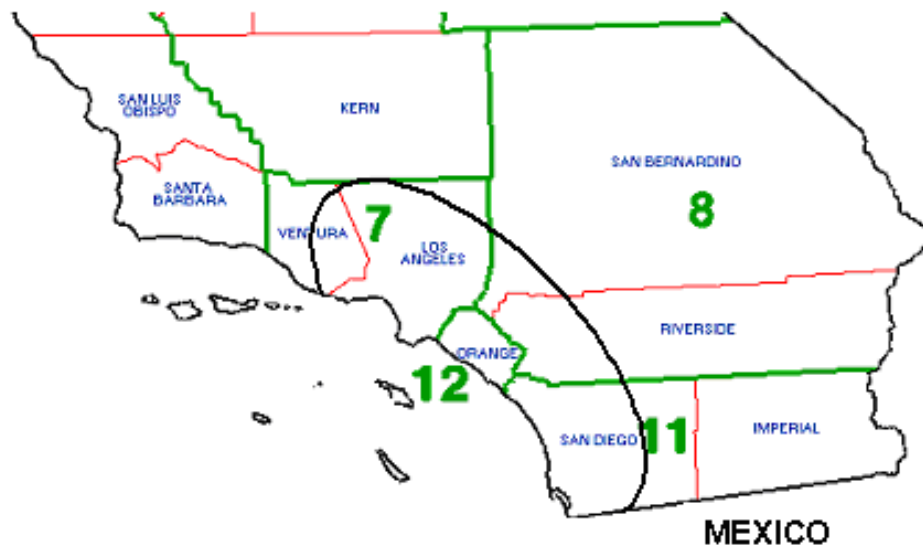 SAN LUIS
OBISPO
KERN
SAN BERNARDINO
SANTA
BARBARA
7
8
VENTURA
LOS
ANGELES
RIVERSIDE
ORANGE
12
SAN DIEGO
11
IMPERIAL
MEXICO